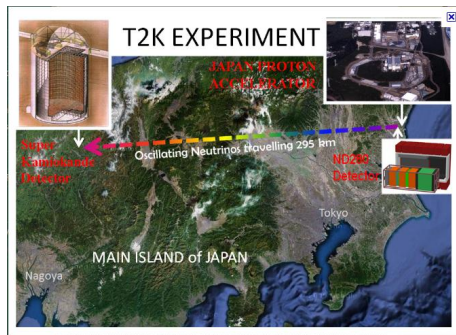 T2K EXPERIMENT
JAPAN PROTON
ACCELERATOR
Super
Kamiokande
Detector
Oscillating Neutrinos travelling 295 km
ND280
Detector
Tokyo
MAIN ISLAND of JAPAN
Nagoya